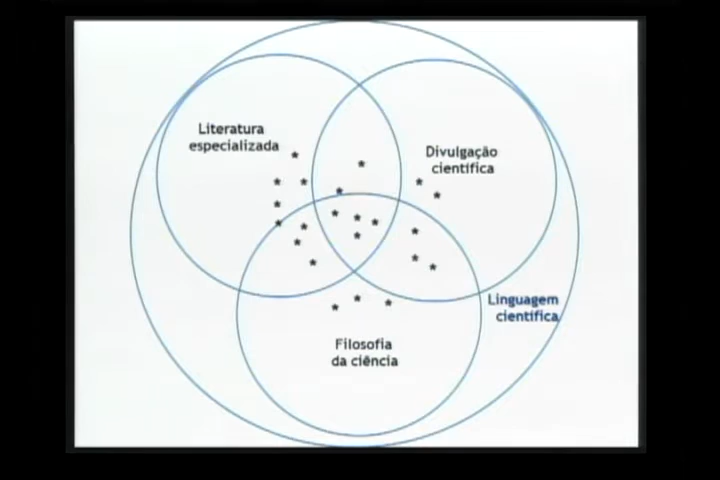 Literatura
especializada
Divulgação
científica
Linguagem
científica
Filosofia
da ciência